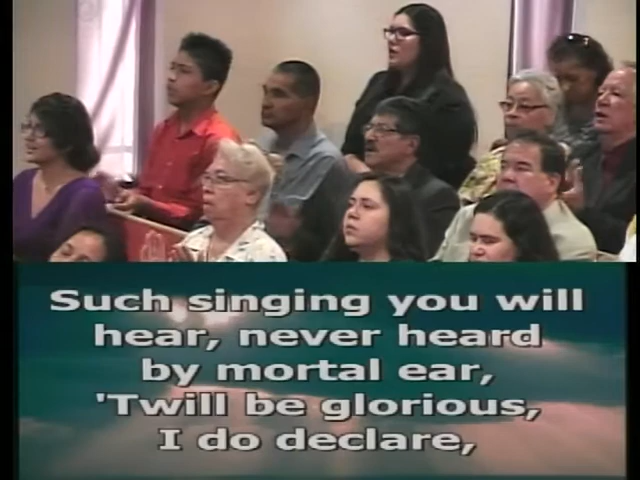 Such singing you will
hear, never heard
by mortal ear,
'Twill be glorious,
I do declare,